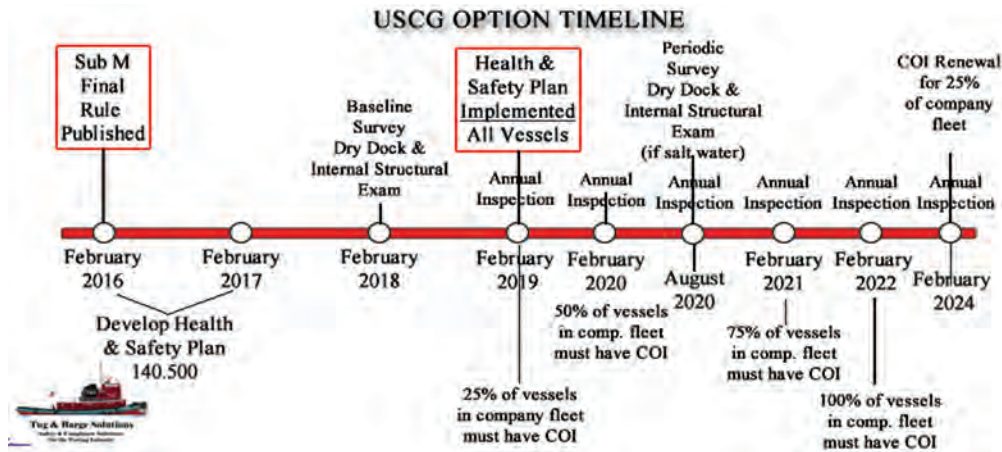 USCG OPTION TIMELINE
Sub M
Final
Rule
Published
Baseline
Survey
Dry Dock &
Internal Structural
Exam
Health &
Safety Plan
Implemented
All Vessels
Periodic
Survey
Dry Dock &
Internal Structural
Exam
(if salt water)
COI Renewal
for 25%
of company
fleet
Annual
Inspection
Annual
Inspection
Annual
Inspection
Annual
Inspection
Annual
Inspection
Annual
Inspection
February
2016
February
2017
February
2018
February
2019
February
2020
August
2020
February
2021
February
2022
February
2024
Develop Health
& Safety Plan
140.500
25% of vessels
in company fleet
must have COI
50% of vessels
in comp. fleet
must have COI
75% of vessels
in comp. fleet
must have COI
100% of vessels
in comp. fleet
must have COI
Tug & Barge Solutions
Safety & Compliance Solutions